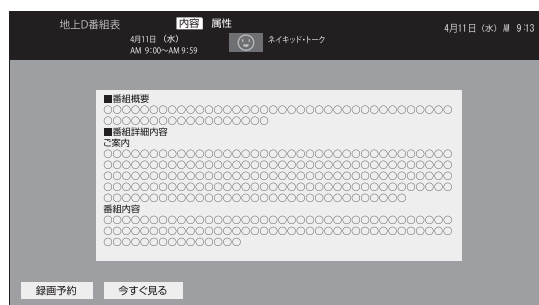 地上D番組表 内容 属性
4月11日 (水) AM 9:13
4月11日 (水)
AM 9:00~AM 9:59
ネイキッド・トーク
■番組概要
○○○○○○○○○○○○○○○○○○○○○○○○○○○○○○○○
○○○○○○○○○○○○○○○
■番組詳細内容
ご案内
○○○○○○○○○○○○○○○○○○○○○○○○○○○○○○○○
○○○○○○○○○○○○○○○○○○○○○○○○○○○○○○○○
○○○○○○○○○○○○○○○○○○○○○○○○○○○○○○○○
○○○○○○○○○○○○○○○○○○○○○○○○○○○○○○○○
○○○○○○○○○○○○○○○○○○○○○○○○○○○○
番組内容
○○○○○○○○○○○○○○○○○○○○○○○○○○○○○○○○
○○○○○○○○○○○○○○○○○○○○○○○○○○○○○○○○
○○○○○○○○○○○○○
録画予約 今すぐ見る